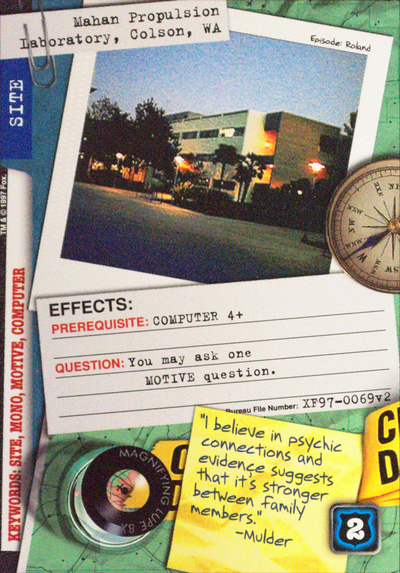 Mahan Propulsion
Laboratory, Colson, WA
Episode: Roland
SITE
TM & © 1997 Fox.
KEYWORDS: SITE, MONO, MOTIVE, COMPUTER
EFFECTS:
PREREQUISITE: COMPUTER 4+
QUESTION: You may ask one
MOTIVE question.
Bureau File Number: XF97-0069v2
"I believe in psychic
connections and
evidence suggests
that it's stronger
between family
members."
-Mulder
MAGNIFYING LUPE 8X
2